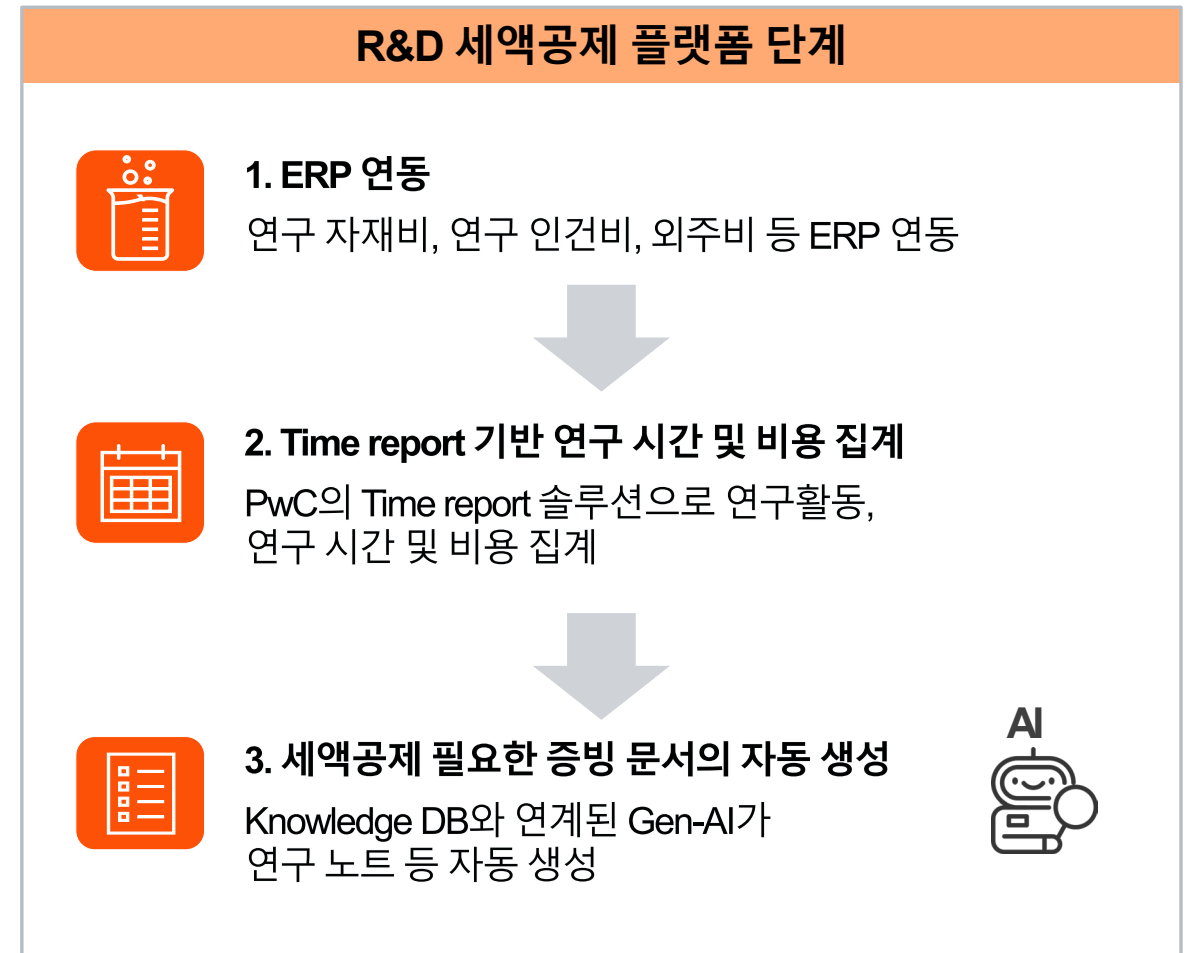 R&D 세액공제 플랫폼 단계
1. ERP 연동
연구 자재비, 연구 인건비, 외주비 등 ERP 연동
2. Time report 기반 연구 시간 및 비용 집계
PwC의 Time report 솔루션으로 연구활동,
연구 시간 및 비용 집계
AI
3. 세액공제 필요한 증빙 문서의 자동 생성
Knowledge DB와 연계된 Gen-AI가
연구 노트 등 자동 생성